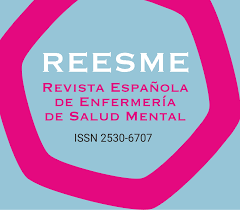 REESME
REVISTA ESPAÑOLA
DE ENFERMERÍA
DE SALUD MENTAL
ISSN 2530-6707